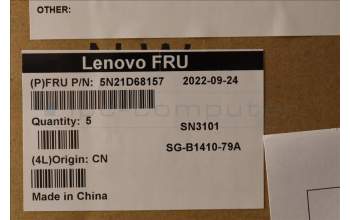 OTHER:
Lenovo FRU
(P)FRU P/N: 5N21D68157 2022-09-24
Quantity: 5 SN3101
SG-B1410-79A
(4L)Origin: CN
Made in China